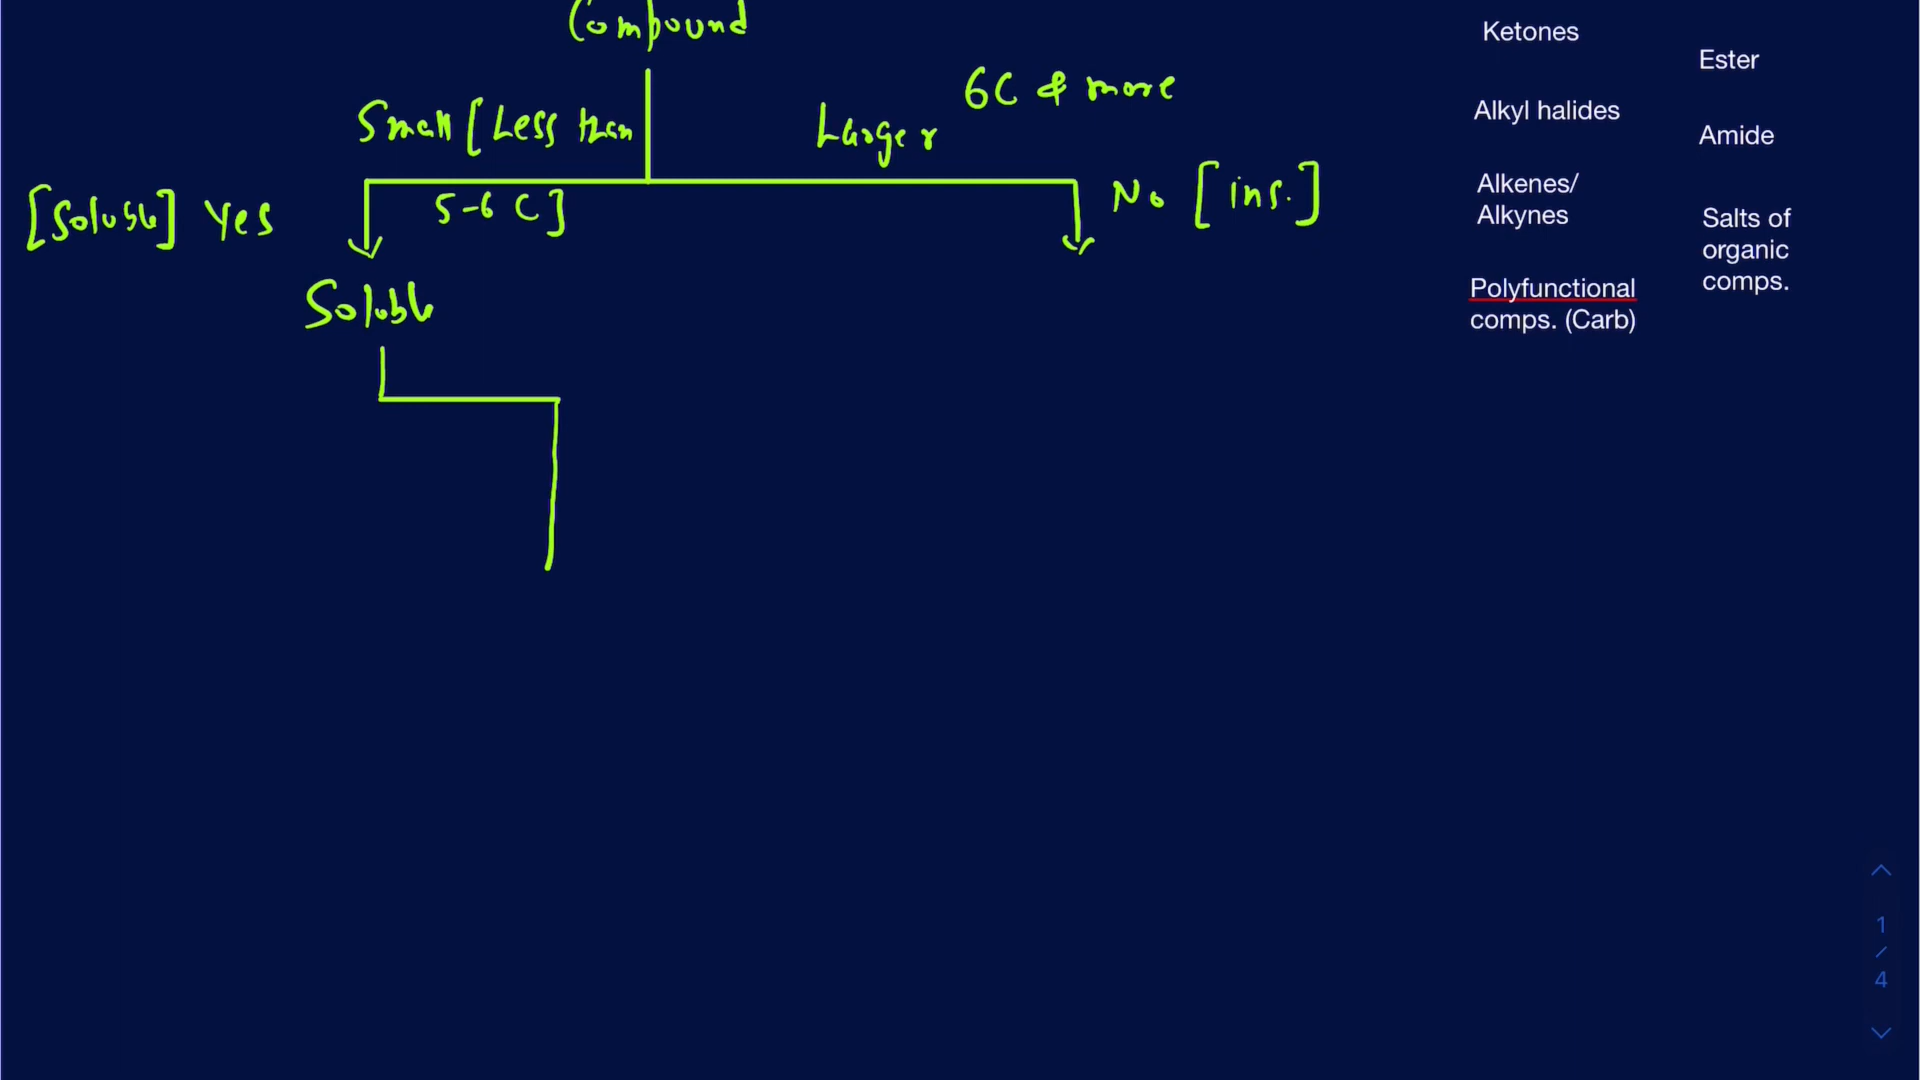 Compound
Small [Less than
5-6 C]
Larger
6C & more
[Soluble] Yes
No [ins.]
Soluble
Ketones
Alkyl halides
Alkenes/
Alkynes
Polyfunctional
comps. (Carb)
Ester
Amide
Salts of
organic
comps.
1
/
4